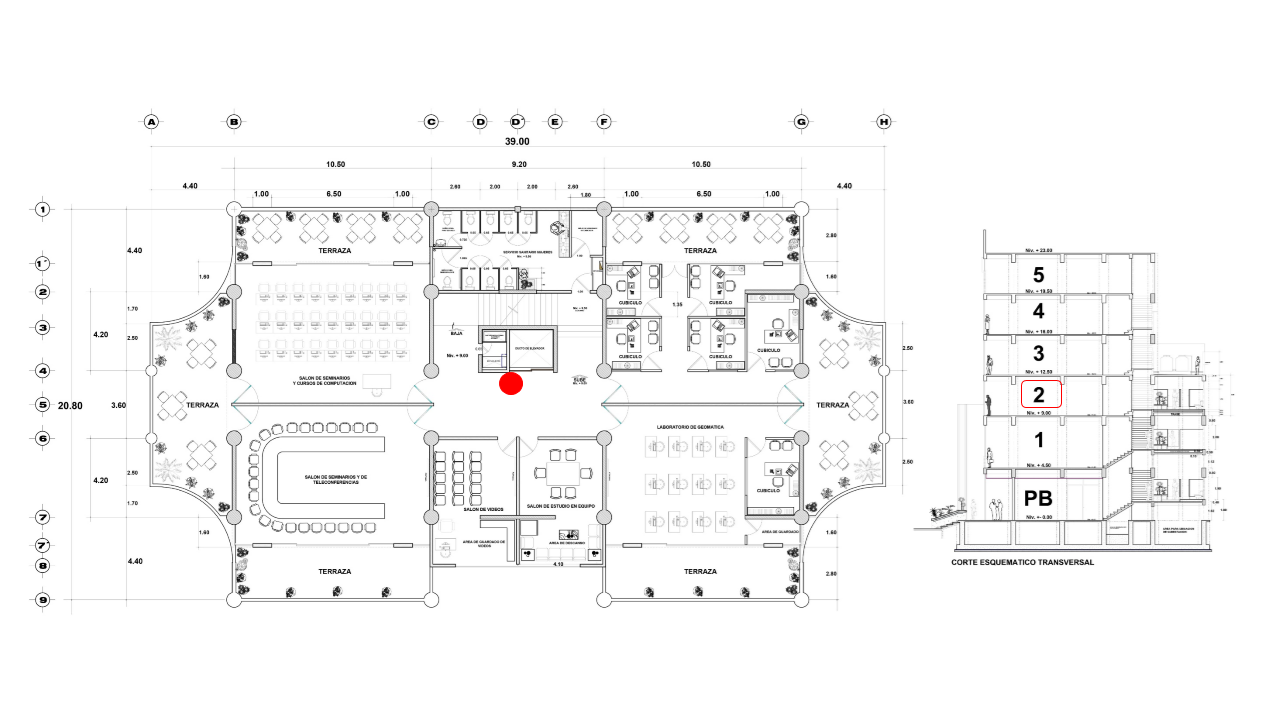 A B C D D' E F G H
39.00
10.50 9.20 10.50
4.40 2.60 2.00 2.00 2.60 4.40
1.00 6.50 1.00 1.80 1.00 6.50 1.00
1
4.40
TERRAZA
SERVICIO SANITARIO MUJERES
TERRAZA
2.80
1'
1.60
1.60
2
CUBICULO
CUBICULO
1.35
1.70
3
4.20
2.50
BAJA
DUCTO DE ELEVADOR
CUBICULO
CUBICULO
CUBICULO
2.50
Niv. + 9.00
4
SALON DE SEMINARIOS
Y CURSOS DE COMPUTACION
SUBE
5
20.80
3.60
TERRAZA
TERRAZA
3.60
6
LABORATORIO DE GEOMATICA
4.20
2.50
SALON DE SEMINARIOS Y DE
TELECONFERENCIAS
2.50
CUBICULO
1.70
SALON DE VIDEOS
SALON DE ESTUDIO EN EQUIPO
7
1.60
AREA DE GUARDADO
1.60
7'
AREA DE GUARDADO DE
VIDEOS
AREA DE DESCANSO
4.40
8
4.10
TERRAZA
TERRAZA
2.80
9
Niv. + 23.00
5
Niv. + 19.50
4
Niv. + 16.00
3
Niv. + 12.50
2
Niv. + 9.00
1
Niv. + 4.50
PB
Niv. +- 0.00
CORTE ESQUEMATICO TRANSVERSAL